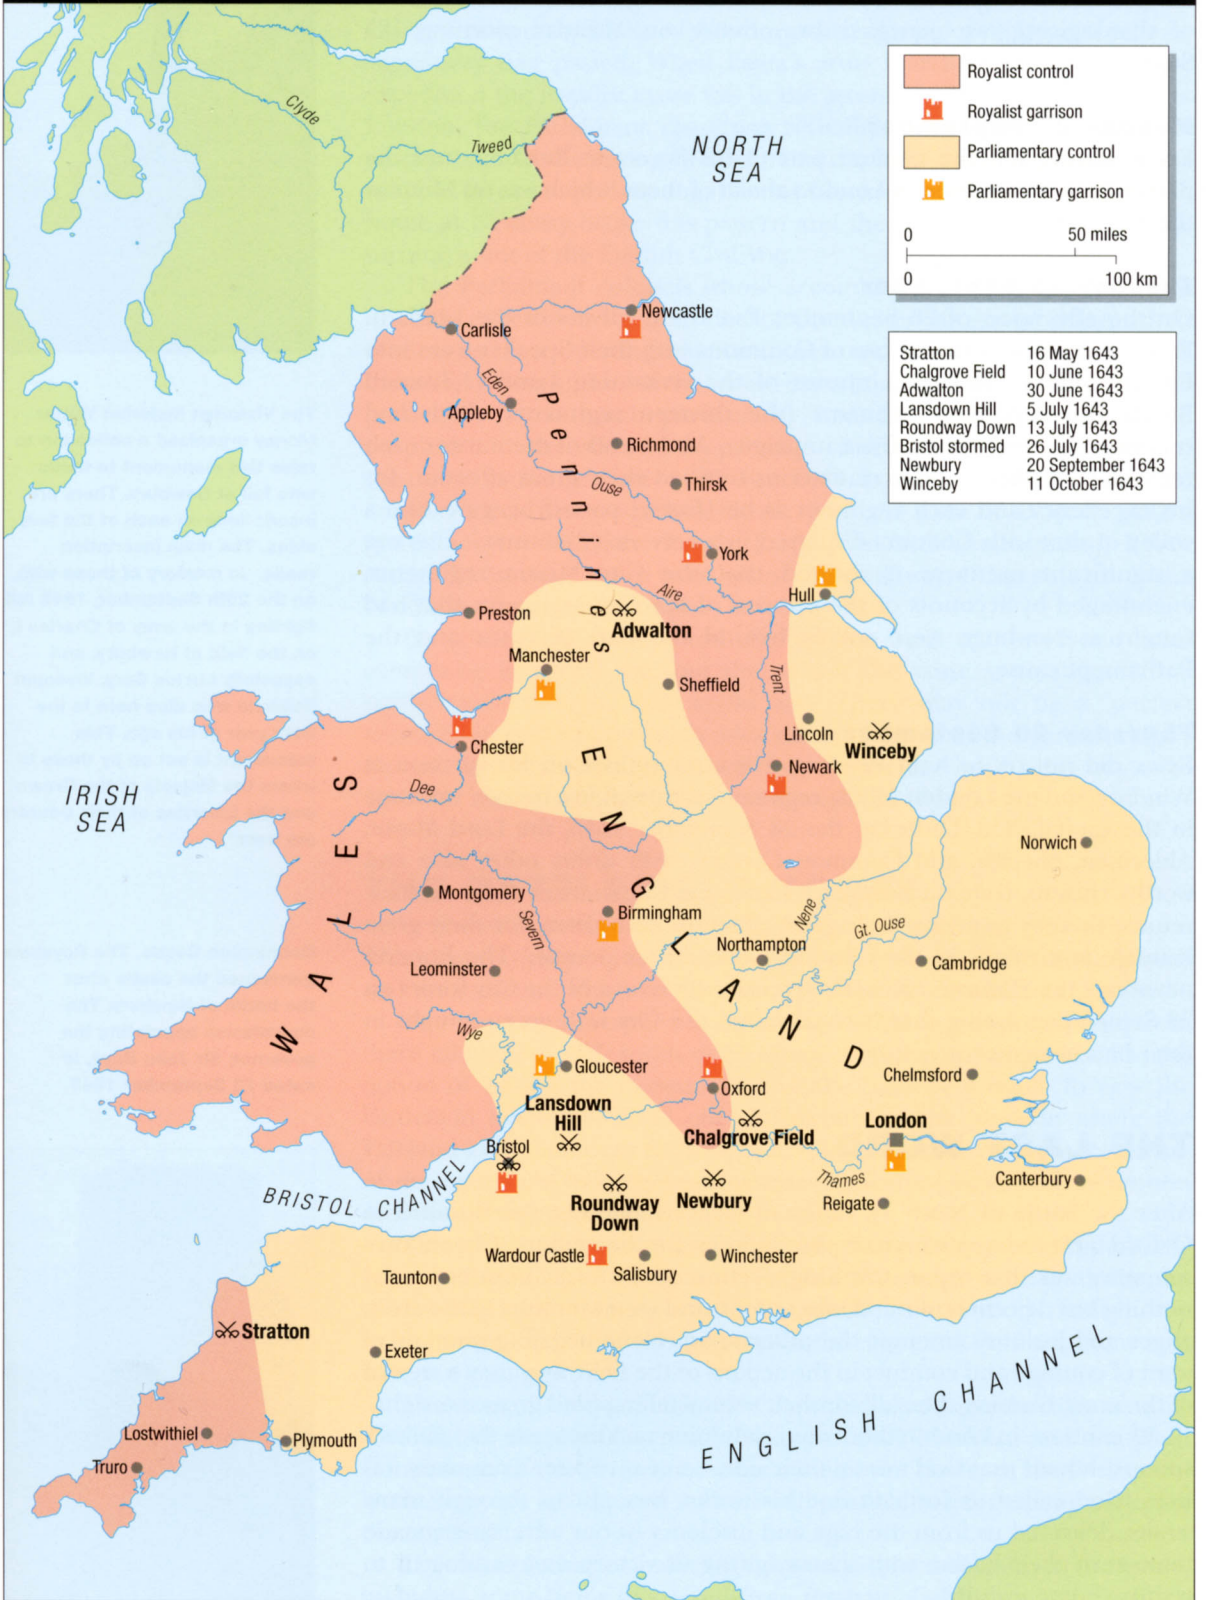 Clyde
Tweed
NORTH
SEA
Royalist control
Royalist garrison
Parliamentary control
Parliamentary garrison
0 50 miles
0 100 km
Stratton 16 May 1643
Chalgrove Field 10 June 1643
Adwalton 30 June 1643
Lansdown Hill 5 July 1643
Roundway Down 13 July 1643
Bristol stormed 26 July 1643
Newbury 20 September 1643
Winceby 11 October 1643
Newcastle
Carlisle
Eden
Appleby
Pennines
Richmond
Ouse
Thirsk
York
Aire
Hull
Preston
Adwalton
Manchester
Sheffield
Trent
Lincoln
Winceby
Chester
Newark
Dee
IRISH
SEA
WALES
ENGLAND
Norwich
Montgomery
Severn
Birmingham
Nene
Gt. Ouse
Northampton
Cambridge
Leominster
Wye
Gloucester
Oxford
Chelmsford
Lansdown
Hill
Chalgrove Field
London
Bristol
BRISTOL CHANNEL
Thames
Canterbury
Reigate
Roundway
Down
Newbury
Wardour Castle
Salisbury
Winchester
Taunton
Stratton
Exeter
Lostwithiel
Plymouth
Truro
ENGLISH CHANNEL